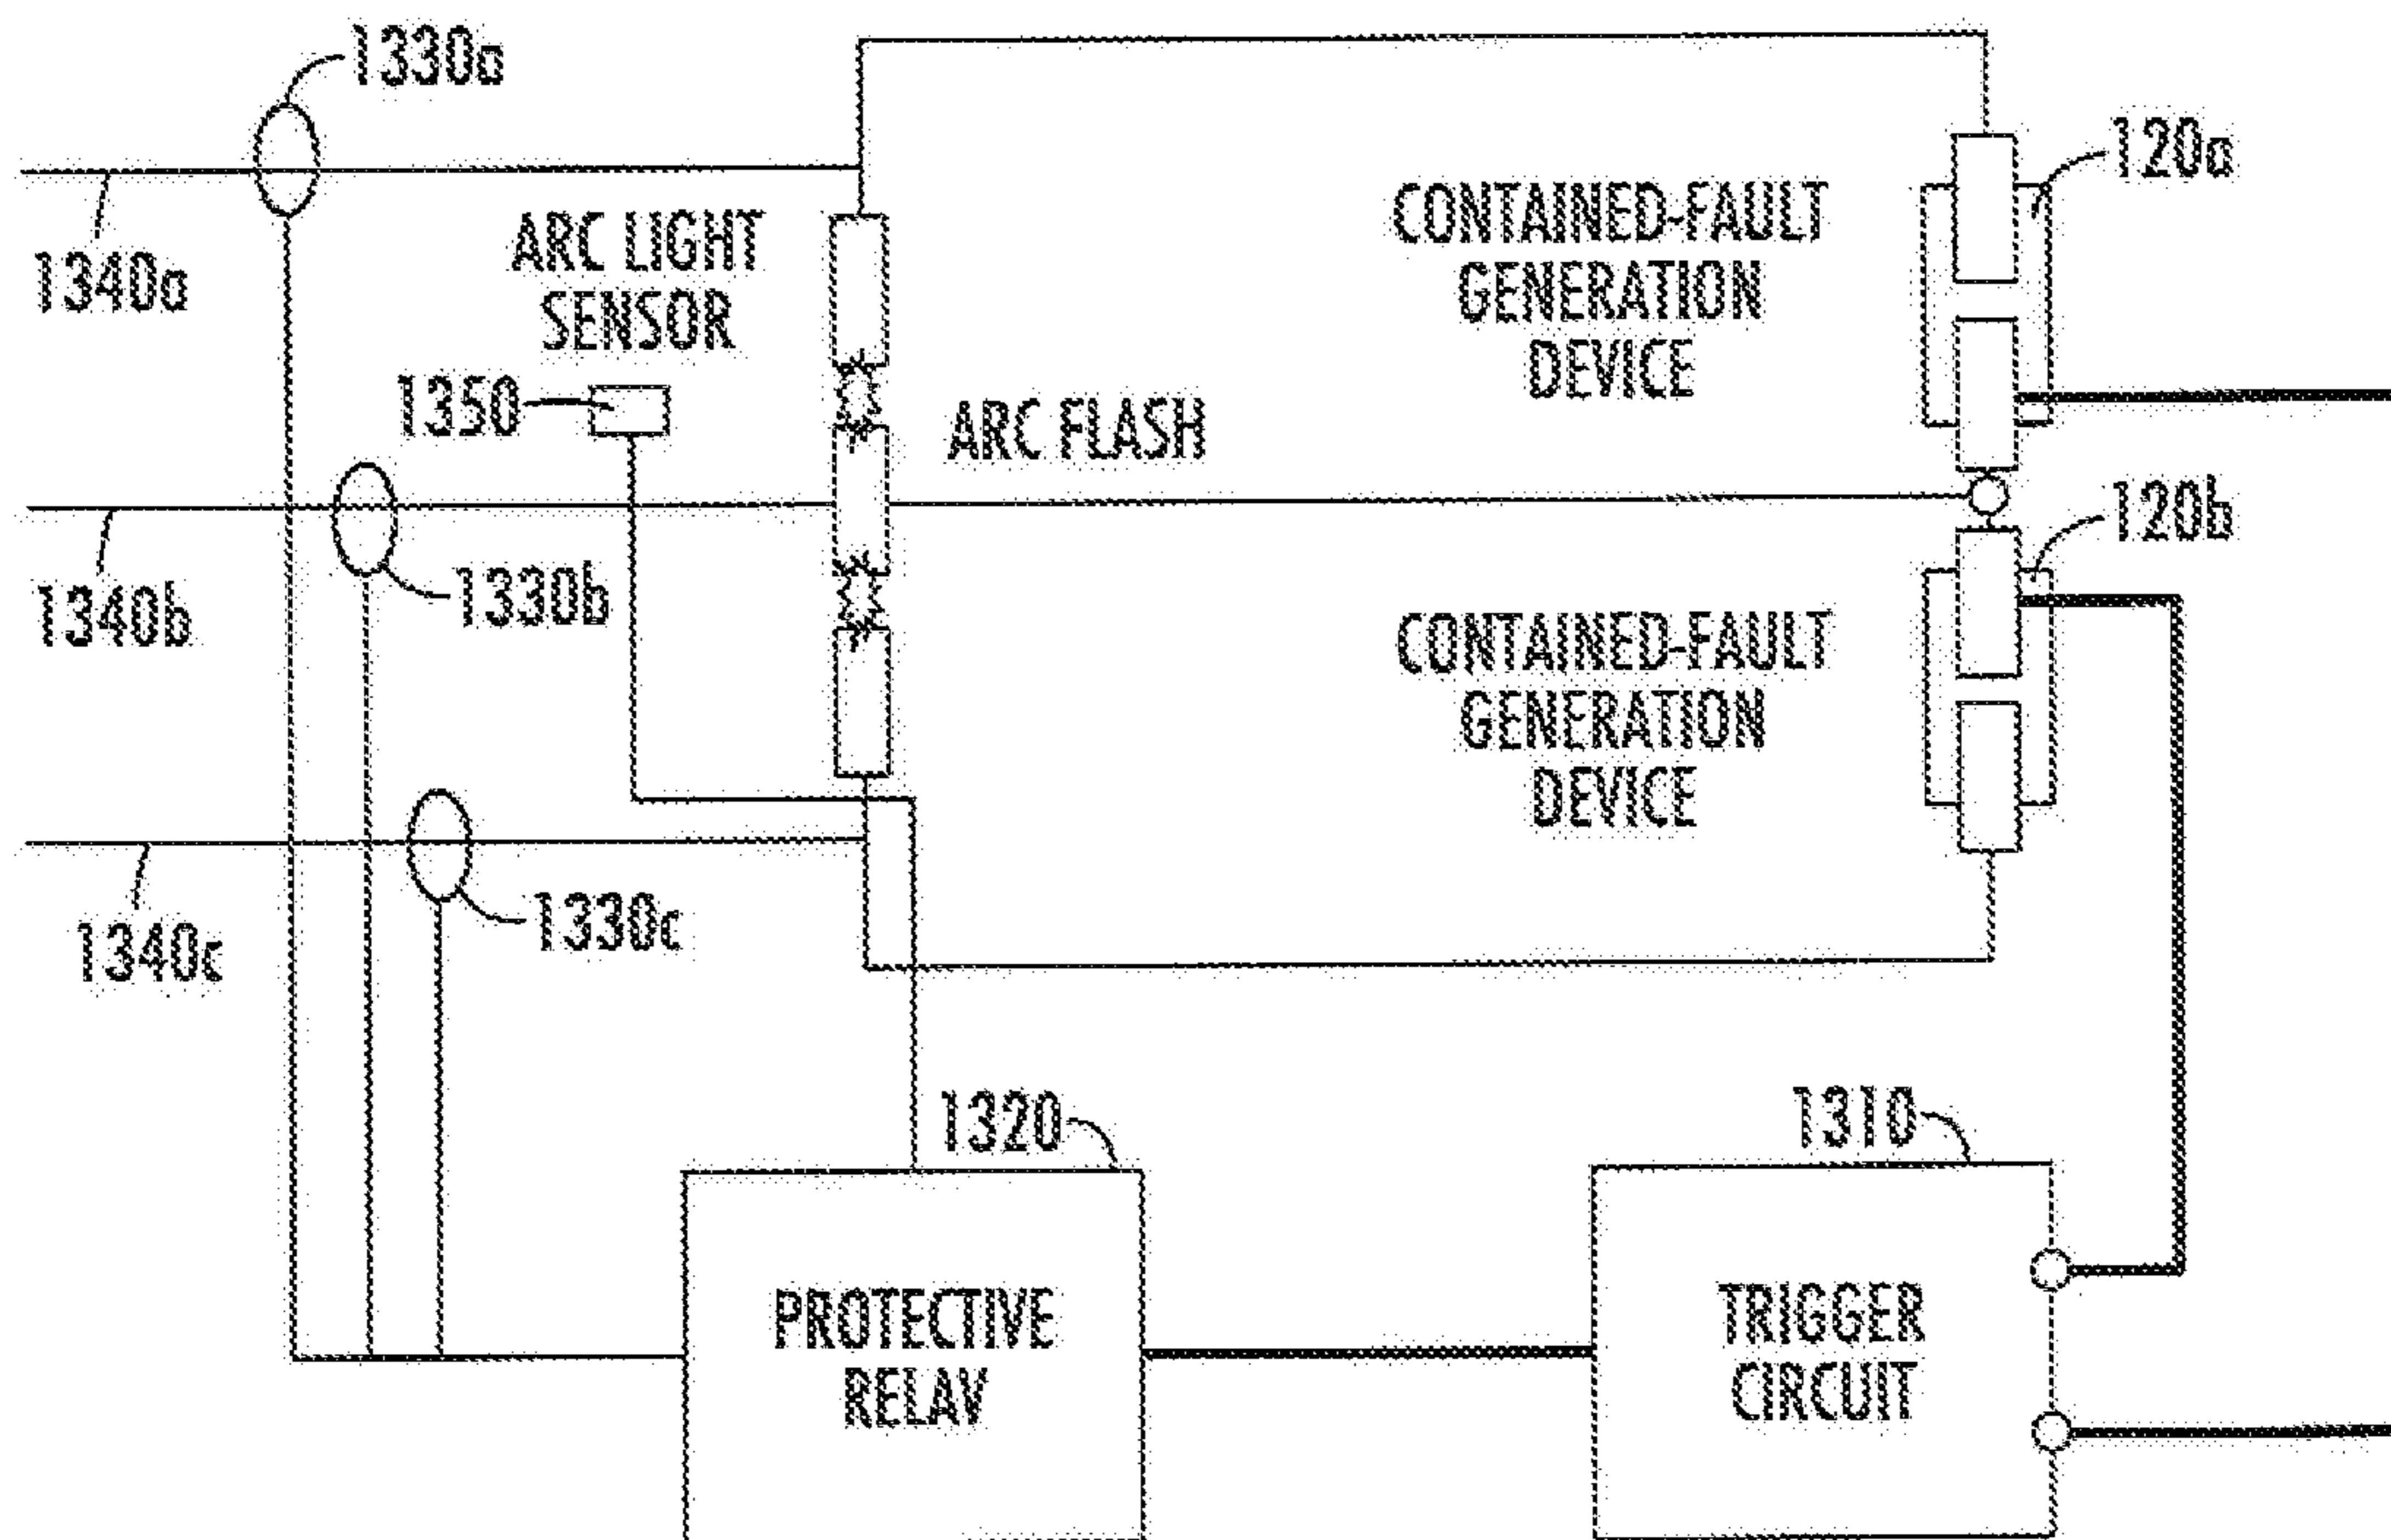 1330a
120a
CONTAINED-FAULT
GENERATION
DEVICE
ARC LIGHT
SENSOR
1340a
1350
ARC FLASH
120b
1330b
1340b
CONTAINED-FAULT
GENERATION
DEVICE
1330c
1340c
1320
1310
PROTECTIVE
RELAY
TRIGGER
CIRCUIT